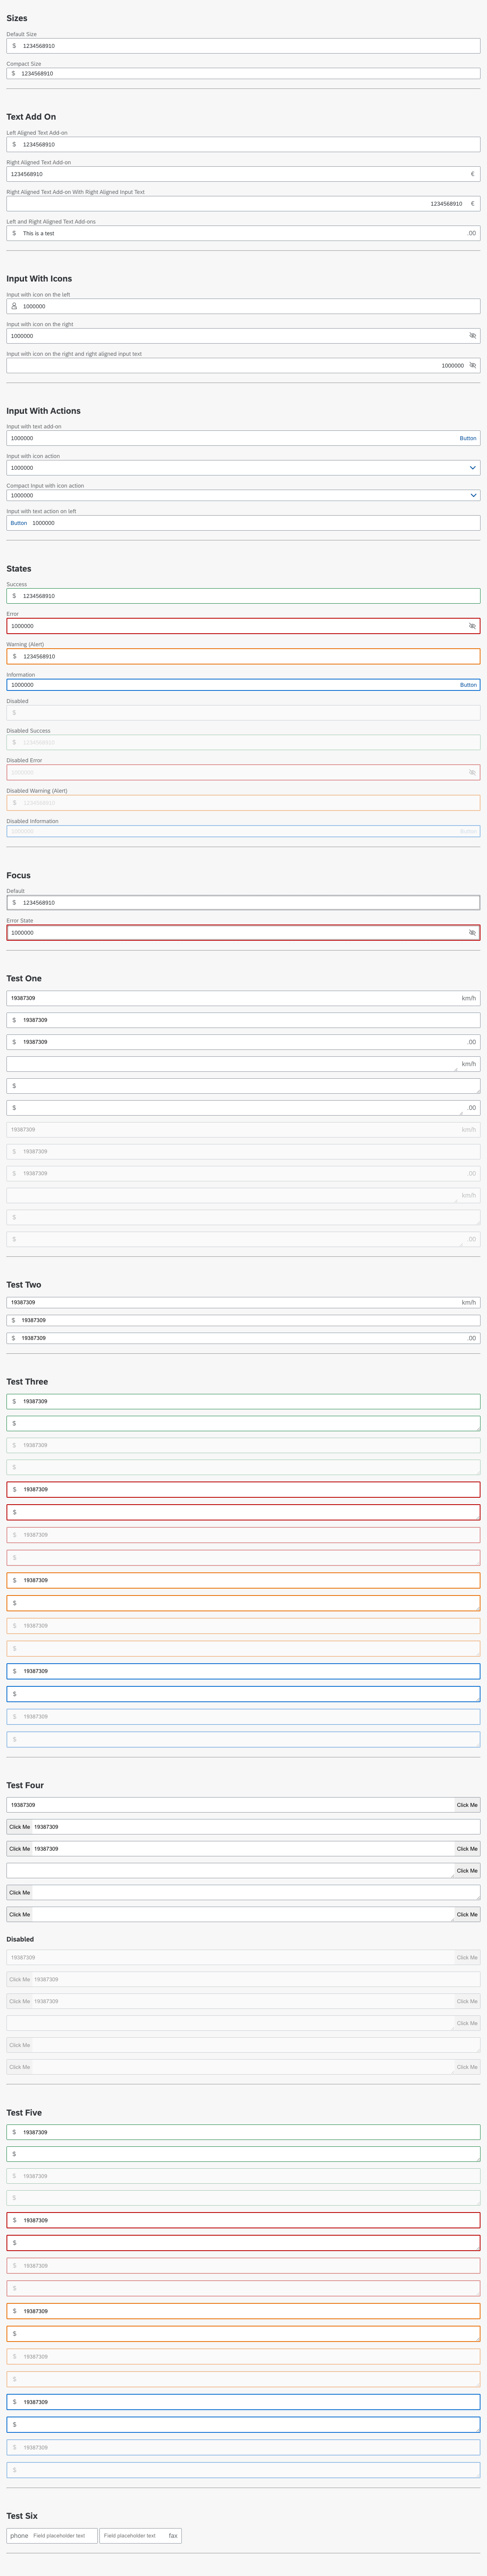 Sizes
Default Size
$ 1234568910
Compact Size
$ 1234568910
Text Add On
Left Aligned Text Add-on
$ 1234568910
Right Aligned Text Add-on
1234568910 €
Right Aligned Text Add-on With Right Aligned Input Text
1234568910 €
Left and Right Aligned Text Add-ons
$ This is a test .00
Input With Icons
Input with icon on the left
1000000
Input with icon on the right
1000000
Input with icon on the right and right aligned input text
1000000
Input With Actions
Input with text add-on
1000000 Button
Input with icon action
1000000
Compact Input with icon action
1000000
Input with text action on left
Button 1000000
States
Success
$ 1234568910
Error
1000000
Warning (Alert)
$ 1234568910
Information
1000000 Button
Disabled
$
Disabled Success
$ 1234568910
Disabled Error
1000000
Disabled Warning (Alert)
$ 1234568910
Disabled Information
1000000 Button
Focus
Default
$ 1234568910
Error State
1000000
Test One
19387309 km/h
$ 19387309
$ 19387309 .00
km/h
$
$ .00
19387309 km/h
$ 19387309
$ 19387309 .00
km/h
$
$ .00
Test Two
19387309 km/h
$ 19387309
$ 19387309 .00
Test Three
$ 19387309
$
$ 19387309
$
$ 19387309
$
$ 19387309
$
$ 19387309
$
$ 19387309
$
$ 19387309
$
$ 19387309
$
Test Four
19387309 Click Me
Click Me 19387309
Click Me 19387309 Click Me
Click Me
Click Me
Click Me Click Me
Disabled
19387309 Click Me
Click Me 19387309
Click Me 19387309 Click Me
Click Me
Click Me
Click Me Click Me
Test Five
$ 19387309
$
$ 19387309
$
$ 19387309
$
$ 19387309
$
$ 19387309
$
$ 19387309
$
$ 19387309
$
$ 19387309
$
Test Six
phone Field placeholder text Field placeholder text fax